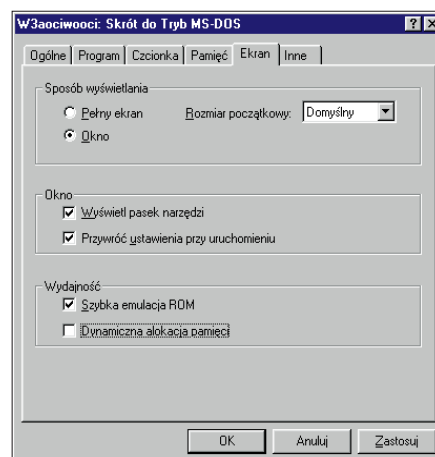 W3aociwooci: Skrót do Tryb MS-DOS
Ogólne Program Czcionka Pamięć Ekran Inne
Sposób wyświetlania
Pełny ekran Rozmiar początkowy: Domyślny
Okno
Okno
Wyświetl pasek narzędzi
Przywróć ustawienia przy uruchomieniu
Wydajność
Szybka emulacja ROM
Dynamiczna alokacja pamięci
OK Anuluj Zastosuj